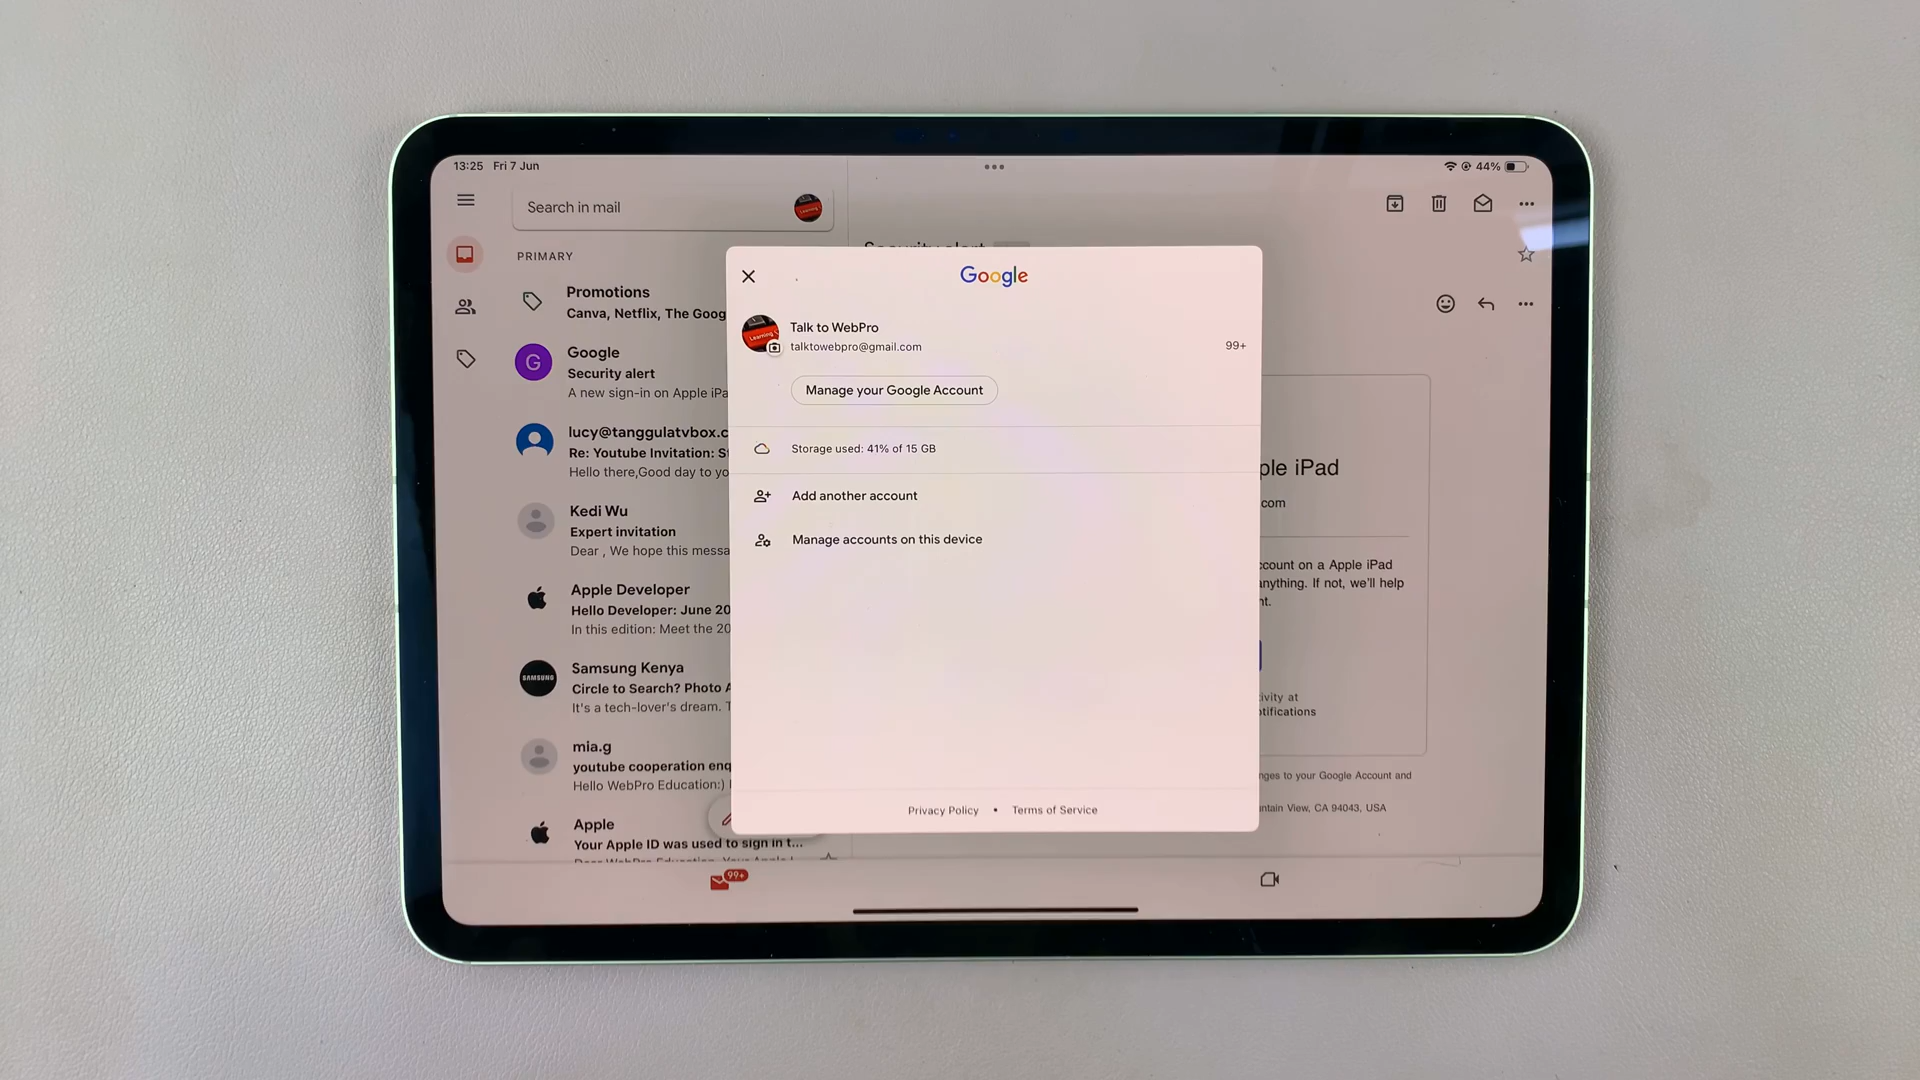 13:25 Fri 7 Jun
44%
Search in mail
Learning
PRIMARY
Promotions
Canva, Netflix, The Goog
G
Google
Security alert
A new sign-in on Apple iPa
lucy@tanggulatvbox.c
Re: Youtube Invitation: S
Hello there,Good day to yo
Kedi Wu
Expert invitation
Dear , We hope this messa
Apple Developer
Hello Developer: June 20
In this edition: Meet the 20
SAMSUNG
Samsung Kenya
Circle to Search? Photo A
It's a tech-lover's dream. T
mia.g
youtube cooperation enq
Hello WebPro Education:)
Apple
Your Apple ID was used to sign in t...
99+
Security alert
Google
Learning
Talk to WebPro
talktowebpro@gmail.com
99+
Manage your Google Account
Storage used: 41% of 15 GB
Add another account
Manage accounts on this device
Privacy Policy • Terms of Service
ple iPad
com
ccount on a Apple iPad
anything. If not, we'll help
nt.
ivity at
otifications
nges to your Google Account and
untain View, CA 94043, USA